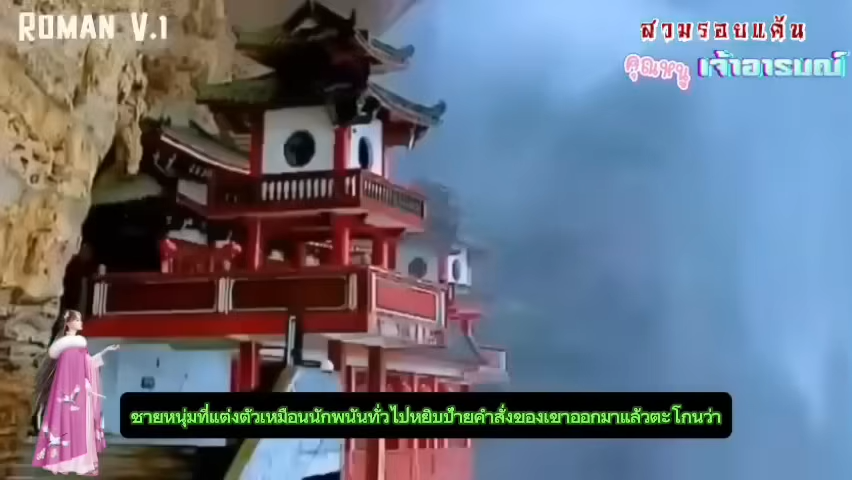 ROMAN V.1
สวมรอยแค้น
คุณหนู เจ้าอารมณ์
ชายหนุ่มที่แต่งตัวเหมือนนักพนันทั่วไปหยิบป้ายคำสั่งของเขาออกมาแล้วตะโกนว่า